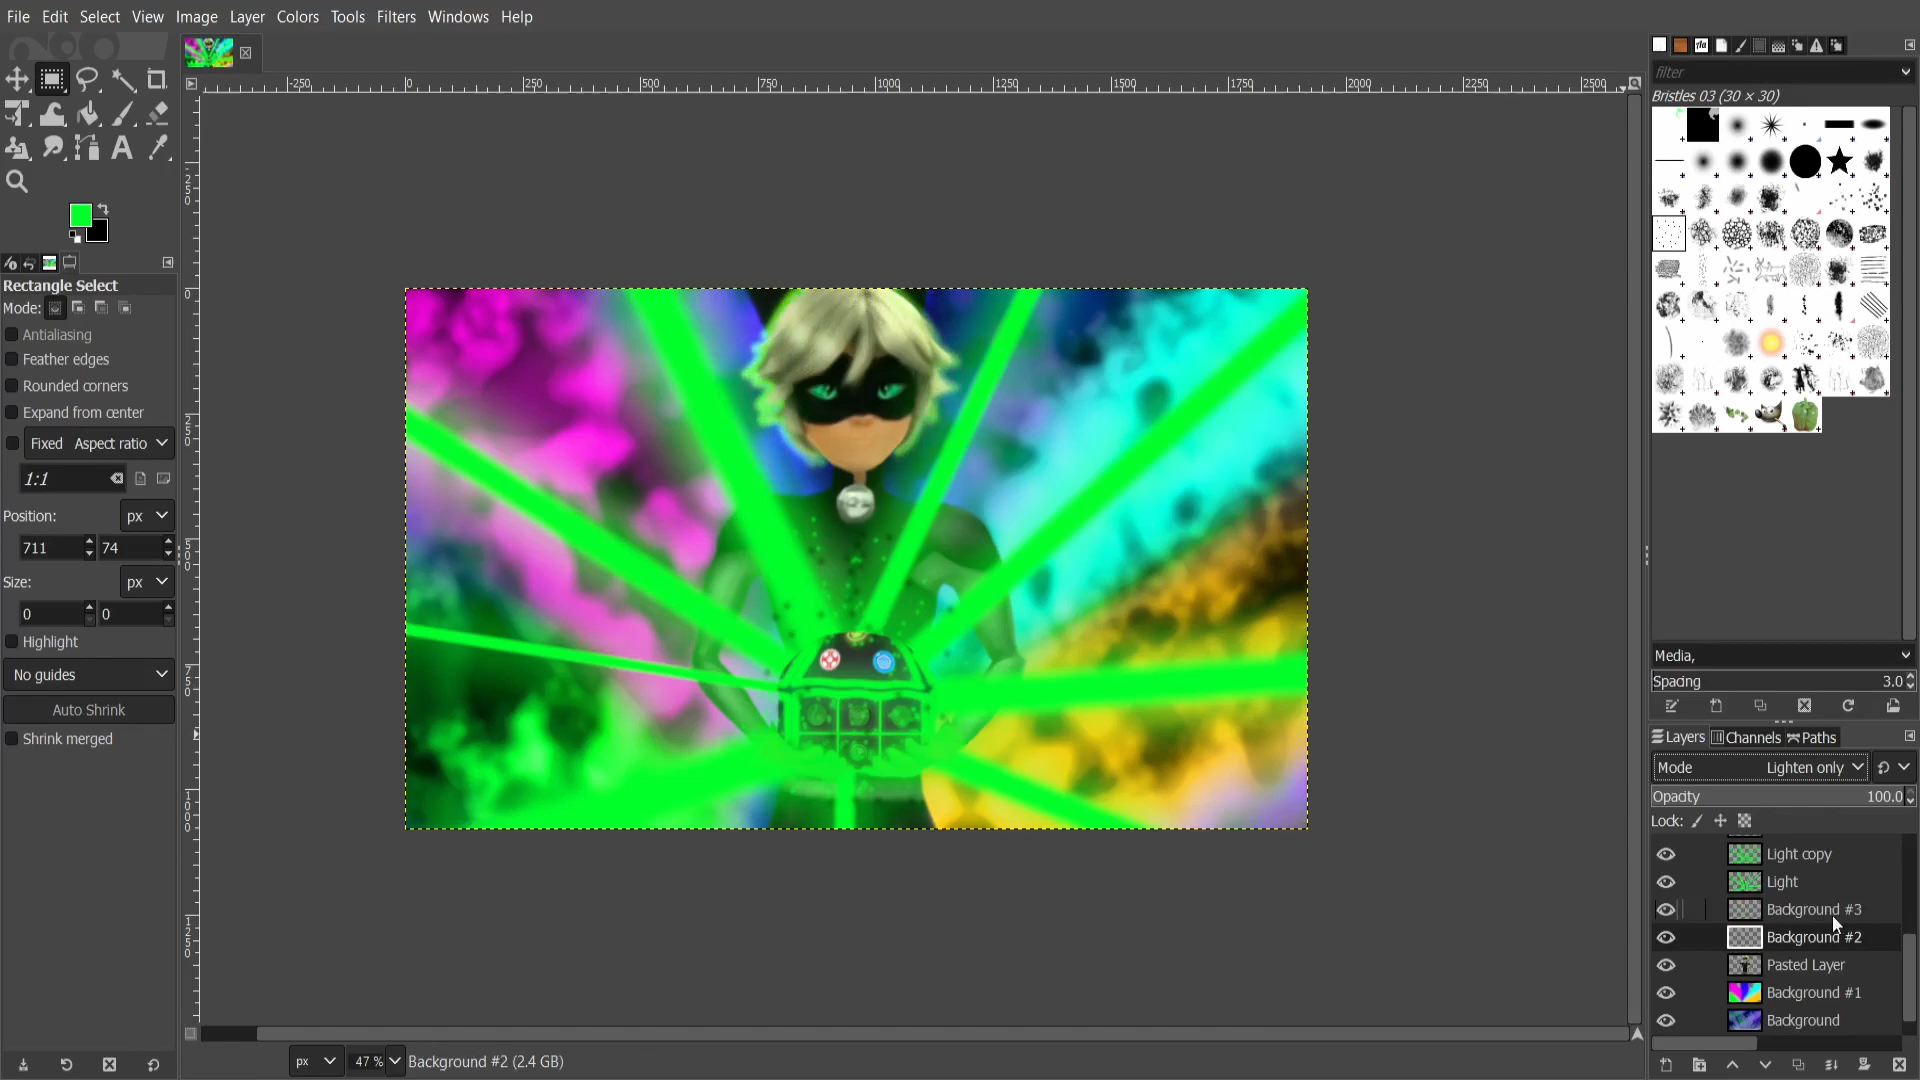 File Edit Select View Image Layer Colors Tools Filters Windows Help
-250 0 250 500 750 1000 1250 1500 1750 2000 2250 2500
filter
Bristles 03 (30 × 30)
Rectangle Select
Mode:
Antialiasing
Feather edges
Rounded corners
Expand from center
Fixed Aspect ratio
1:1
Position: px
711 74
Size: px
0 0
Highlight
No guides
Auto Shrink
Shrink merged
Media,
Spacing 3.0
Layers Channels Paths
Mode Lighten only
Opacity 100.0
Lock:
Light copy
Light
Background #3
Background #2
Pasted Layer
Background #1
Background
px 47 % Background #2 (2.4 GB)